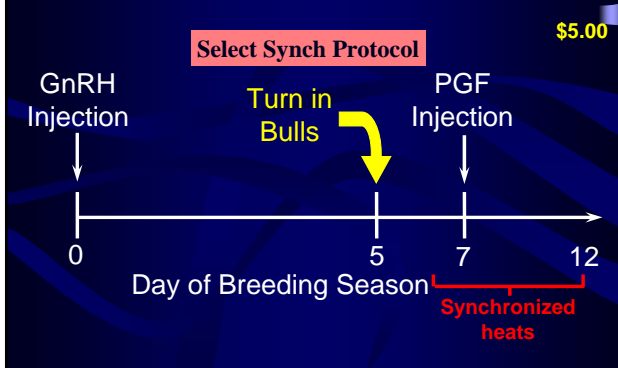 $5.00
Select Synch Protocol
GnRH
Injection
Turn in
Bulls
PGF
Injection
0
5
7
12
Day of Breeding Season
Synchronized
heats